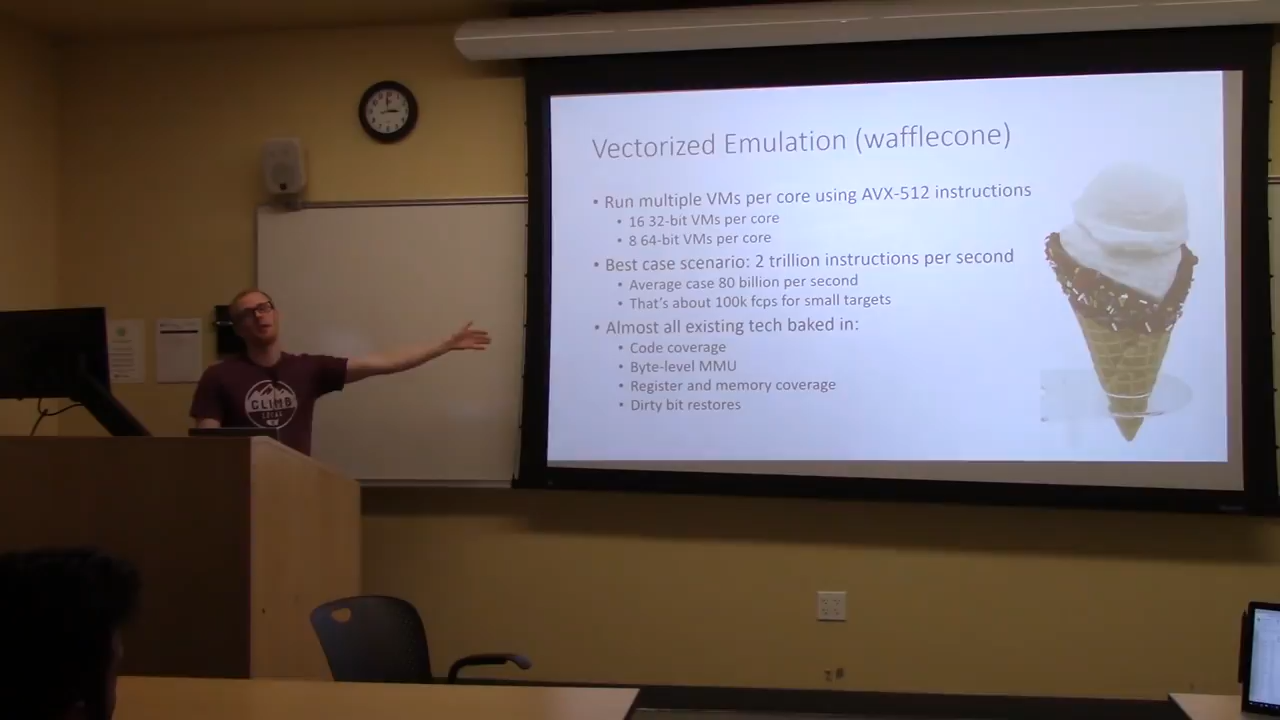 Vectorized Emulation (wafflecone)
• Run multiple VMs per core using AVX-512 instructions
• 16 32-bit VMs per core
• 8 64-bit VMs per core
• Best case scenario: 2 trillion instructions per second
• Average case 80 billion per second
• That's about 100k fcps for small targets
• Almost all existing tech baked in:
• Code coverage
• Byte-level MMU
• Register and memory coverage
• Dirty bit restores
CLIMB
LOCAL